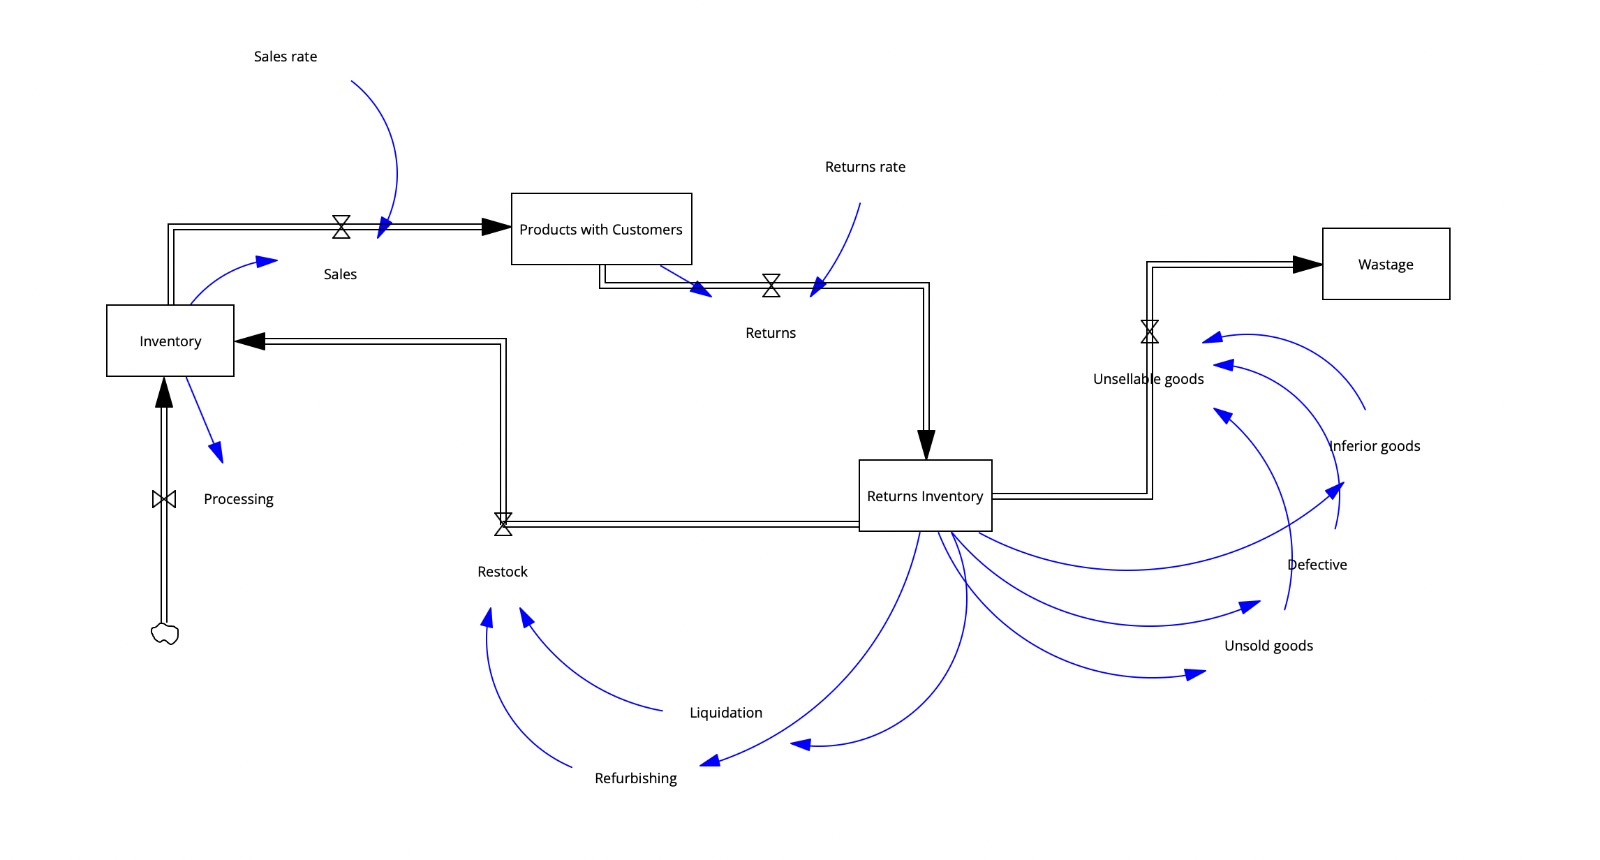 Sales rate
Returns rate
Products with Customers
Wastage
Sales
Returns
Inventory
Unsellable goods
Inferior goods
Returns Inventory
Processing
Restock
Defective
Unsold goods
Liquidation
Refurbishing